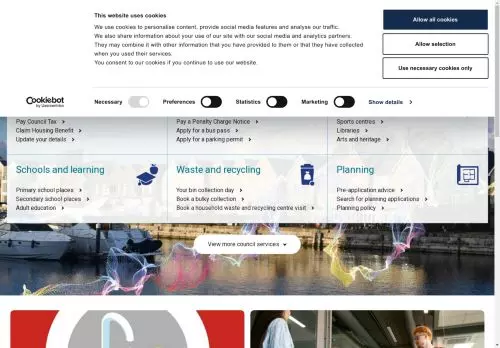 This website uses cookies
We use cookies to personalise content, provide social media features and analyse our traffic.
We also share information about your use of our site with our social media and analytics partners.
They may combine it with other information that you have provided to them or that they have collected
when you used their services.
You consent to our cookies if you continue to use our website.
Allow all cookies
Allow selection
Use necessary cookies only
Cookiebot
by Usercentrics
Necessary
Preferences
Statistics
Marketing
Show details
Pay Council Tax
Claim Housing Benefit
Update your details
Pay a Penalty Charge Notice
Apply for a bus pass
Apply for a parking permit
Sports centres
Libraries
Arts and heritage
Schools and learning
Primary school places
Secondary school places
Adult education
Waste and recycling
Your bin collection day
Book a bulky collection
Book a household waste and recycling centre visit
Planning
Pre-application advice
Search for planning applications
Planning policy
View more council services